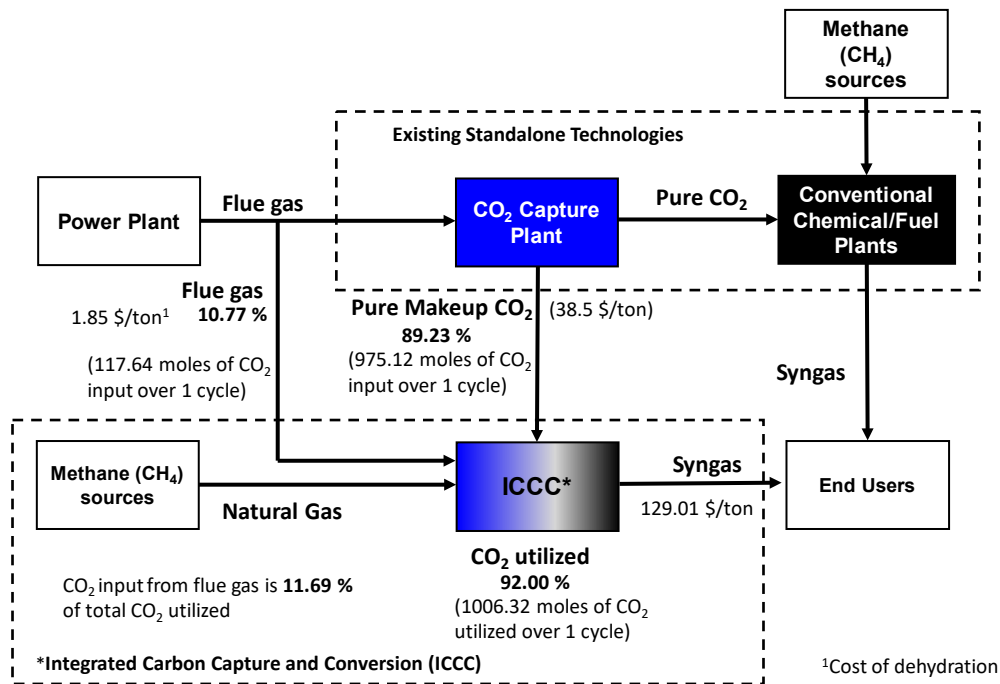 Methane
(CH₄)
sources
Existing Standalone Technologies
Power Plant
Flue gas
CO₂ Capture
Plant
Pure CO₂
Conventional
Chemical/Fuel
Plants
Flue gas
10.77 %
1.85 $/ton¹
(117.64 moles of CO₂
input over 1 cycle)
Pure Makeup CO₂
89.23 %
(975.12 moles of CO₂
input over 1 cycle)
(38.5 $/ton)
Syngas
Methane (CH₄)
sources
Natural Gas
ICCC*
Syngas
129.01 $/ton
End Users
CO₂ utilized
92.00 %
(1006.32 moles of CO₂
utilized over 1 cycle)
CO₂ input from flue gas is 11.69 %
of total CO₂ utilized
*Integrated Carbon Capture and Conversion (ICCC)
¹Cost of dehydration